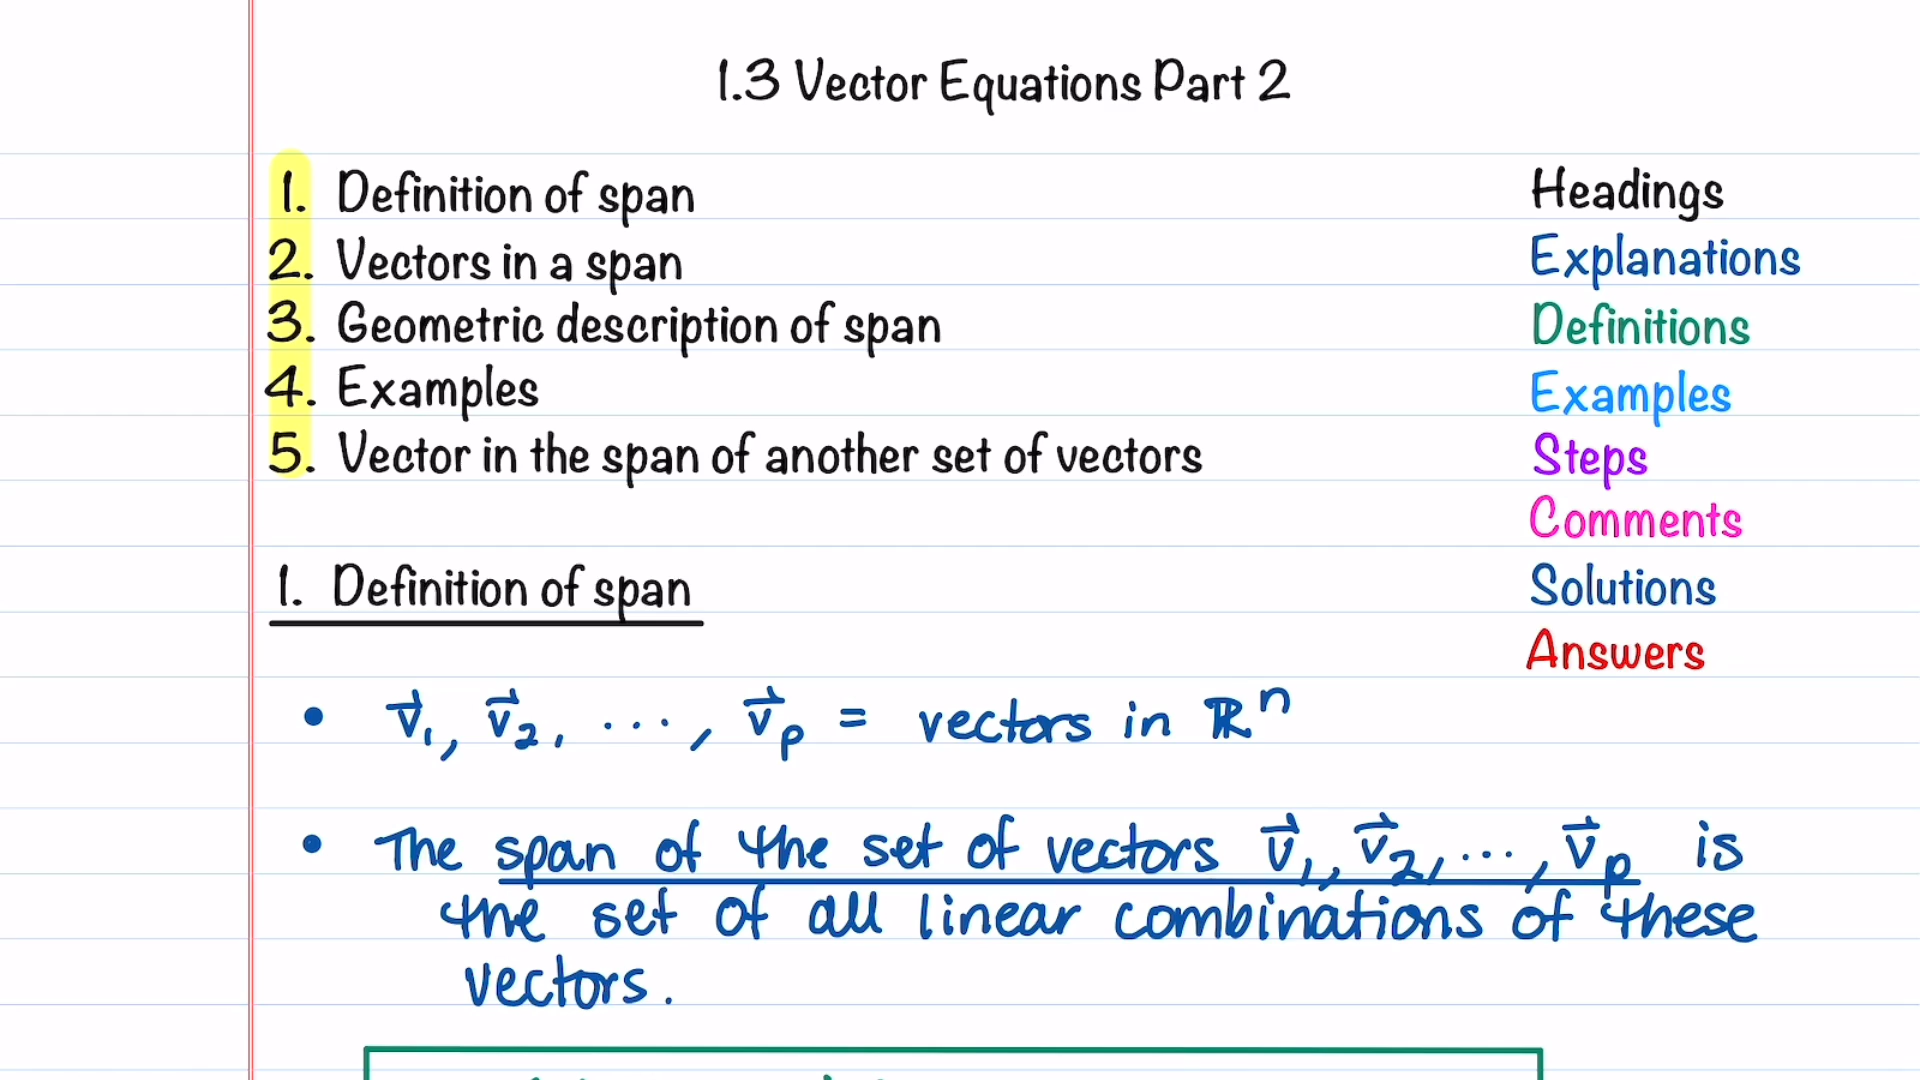 1.3 Vector Equations Part 2
1. Definition of span
2. Vectors in a span
3. Geometric description of span
4. Examples
5. Vector in the span of another set of vectors
Headings
Explanations
Definitions
Examples
Steps
Comments
Solutions
Answers
1. Definition of span
• v⃗₁, v⃗₂, ..., v⃗ₚ = vectors in ℝⁿ
• The span of the set of vectors v⃗₁, v⃗₂, ..., v⃗ₚ is
the set of all linear combinations of these
vectors.